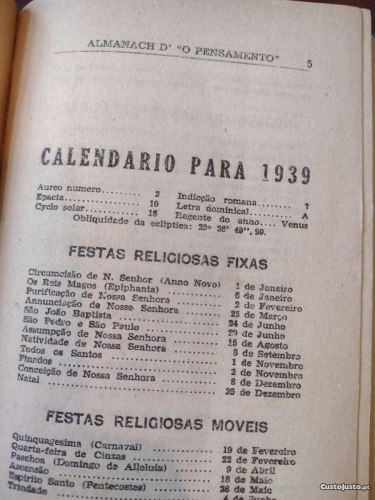 ALMANACH D' "O PENSAMENTO" 5
CALENDARIO PARA 1939
Aureo numero.......... 2 Indicção romana....... 7
Epacta.......... 10 Letra dominical....... A
Cyclo solar.......... 15 Regente do anno.... Venus
Obliquidade da ecliptica: 23° 26' 49", 99.
FESTAS RELIGIOSAS FIXAS
Circumcisão de N. Senhor (Anno Novo) 1 de Janeiro
Os Reis Magos (Epiphania) .......... 6 de Janeiro
Purificação de Nossa Senhora........ 2 de Fevereiro
Annunciação de Nossa Senhora........ 25 de Março
São João Baptista .......... 24 de Junho
São Pedro e São Paulo .......... 29 de Junho
Assumpção de Nossa Senhora.......... 15 de Agosto
Natividade de Nossa Senhora......... 8 de Setembro
Todos os Santos .......... 1 de Novembro
Finados .......... 2 de Novembro
Conceição de Nossa Senhora.......... 8 de Dezembro
Natal .......... 25 de Dezembro
FESTAS RELIGIOSAS MOVEIS
Quinquagesima (Carnaval) .......... 19 de Fevereiro
Quarta-feira de Cinzas .......... 22 de Fevereiro
Paschoa (Domingo de Alleluia) ...... 9 de Abril
Ascensão .......... 18 de Maio
Espirito Santo (Pentecostes) ....... 28 de Maio
Trindade .......... 4 de Junho
CustoJusto.pt